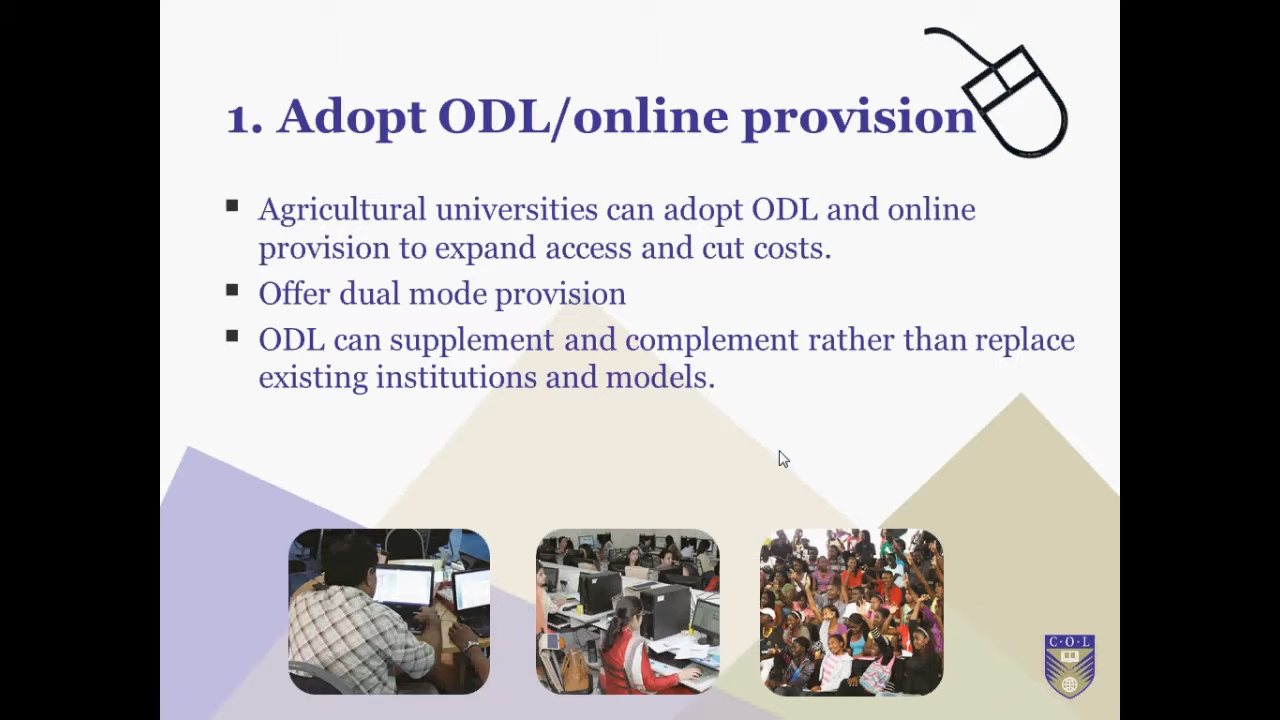 1. Adopt ODL/online provision
Agricultural universities can adopt ODL and online
provision to expand access and cut costs.
Offer dual mode provision
ODL can supplement and complement rather than replace
existing institutions and models.
C·O·L